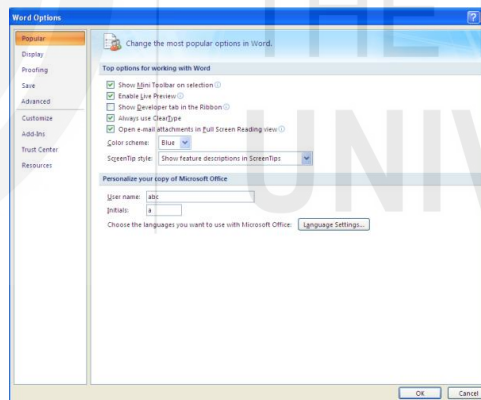 Word Options
?
Popular
Display
Proofing
Save
Advanced
Customize
Add-Ins
Trust Center
Resources
Change the most popular options in Word.
Top options for working with Word
Show Mini Toolbar on selection
Enable Live Preview
Show Developer tab in the Ribbon
Always use ClearType
Open e-mail attachments in Full Screen Reading view
Color scheme: Blue
ScreenTip style: Show feature descriptions in ScreenTips
Personalize your copy of Microsoft Office
User name: abc
Initials: a
Choose the languages you want to use with Microsoft Office: Language Settings...
OK Cancel
THE
UNIV